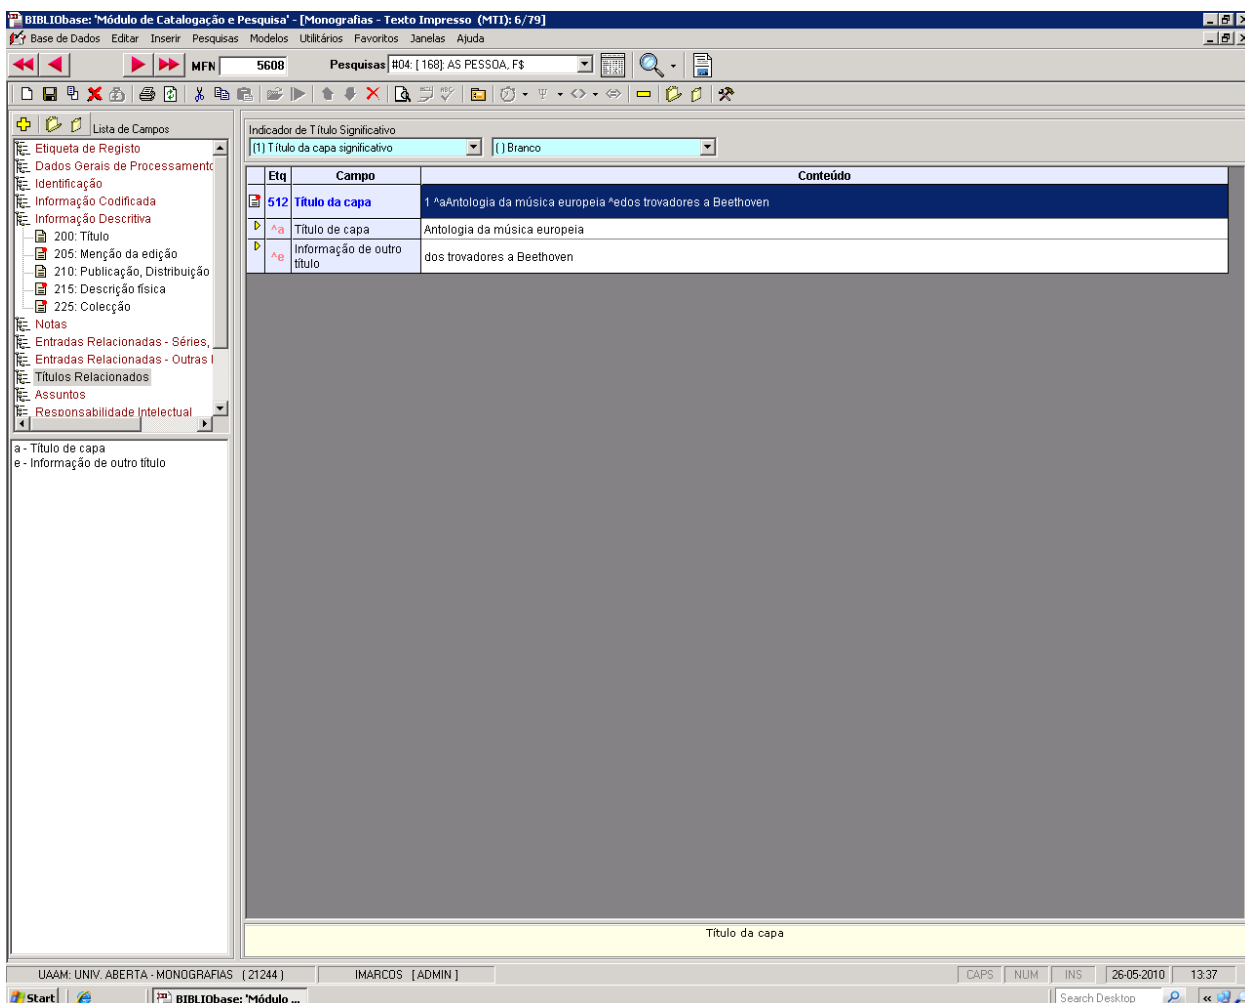 BIBLIObase: 'Módulo de Catalogação e Pesquisa' - [Monografias - Texto Impresso (MTI): 6/79]
Base de Dados Editar Inserir Pesquisas Modelos Utilitários Favoritos Janelas Ajuda
MFN 5608 Pesquisas #04: [ 168]: AS PESSOA, F$
Lista de Campos
Etiqueta de Registo
Dados Gerais de Processamento
Identificação
Informação Codificada
Informação Descritiva
200: Título
205: Menção da edição
210: Publicação, Distribuição
215: Descrição física
225: Colecção
Notas
Entradas Relacionadas - Séries,
Entradas Relacionadas - Outras
Títulos Relacionados
Assuntos
Responsabilidade Intelectual
a - Título de capa
e - Informação de outro título
Indicador de Título Significativo
(1) Título da capa significativo ( ) Branco
Etq Campo Conteúdo
512 Título da capa 1 ^aAntologia da música europeia ^edos trovadores a Beethoven
^a Título de capa Antologia da música europeia
^e Informação de outro título dos trovadores a Beethoven
Título da capa
UAAM: UNIV. ABERTA - MONOGRAFIAS ( 21244 ) IMARCOS [ ADMIN ] CAPS NUM INS 26-05-2010 13:37
Start BIBLIObase: 'Módulo ... Search Desktop